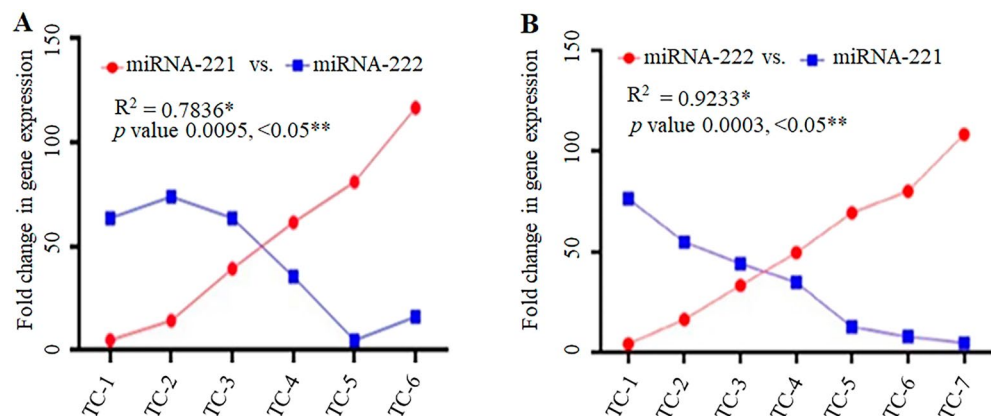 A
Fold change in gene expression
150
100
50
0
miRNA-221 vs. miRNA-222
R² = 0.7836*
p value 0.0095, <0.05**
TC-1
TC-2
TC-3
TC-4
TC-5
TC-6
B
Fold change in gene expression
150
100
50
0
miRNA-222 vs. miRNA-221
R² = 0.9233*
p value 0.0003, <0.05**
TC-1
TC-2
TC-3
TC-4
TC-5
TC-6
TC-7